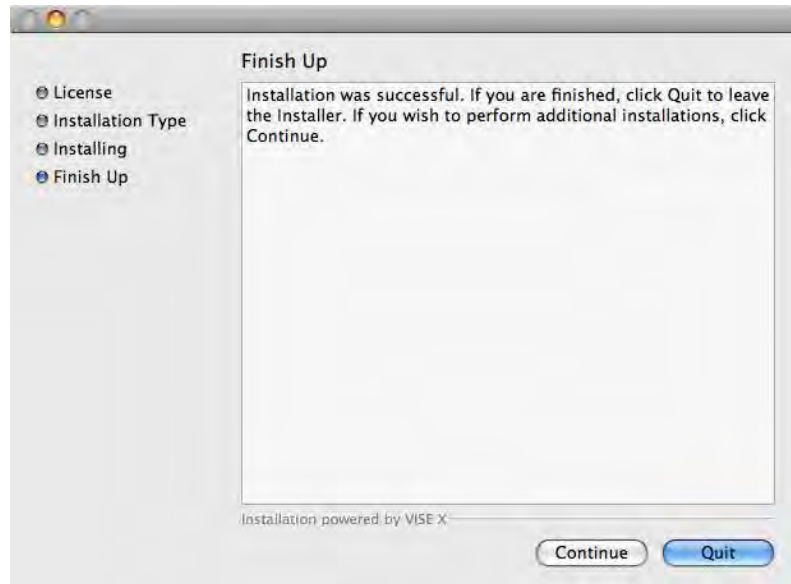 Finish Up
License
Installation Type
Installing
Finish Up
Installation was successful. If you are finished, click Quit to leave
the Installer. If you wish to perform additional installations, click
Continue.
Installation powered by VISE X
Continue
Quit